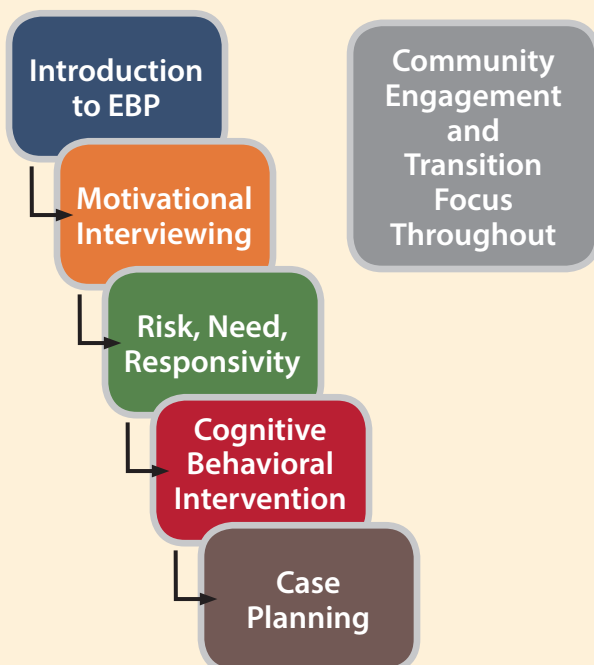 Introduction
to EBP
Motivational
Interviewing
Risk, Need,
Responsivity
Cognitive
Behavioral
Intervention
Case
Planning
Community
Engagement
and
Transition
Focus
Throughout